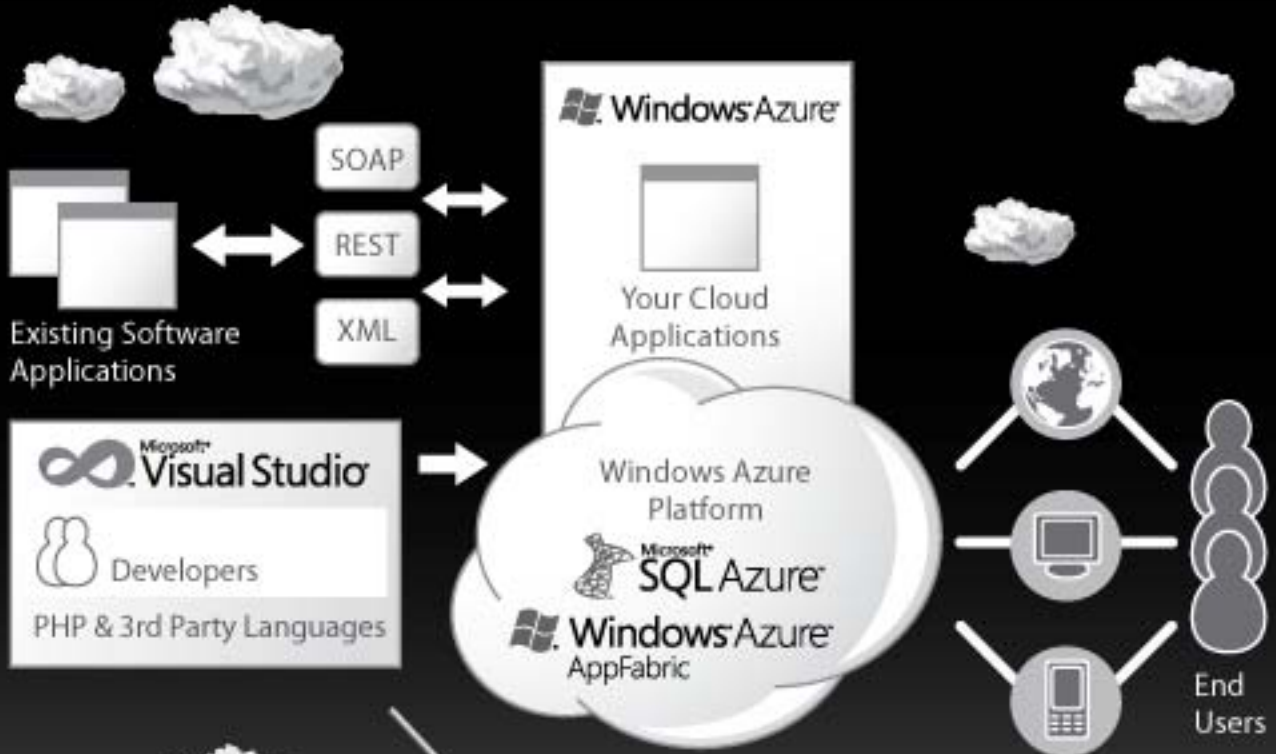 SOAP
REST
XML
Existing Software
Applications
Windows Azure
Your Cloud
Applications
Microsoft
Visual Studio
Developers
PHP & 3rd Party Languages
Windows Azure
Platform
Microsoft
SQL Azure
Windows Azure
AppFabric
End
Users